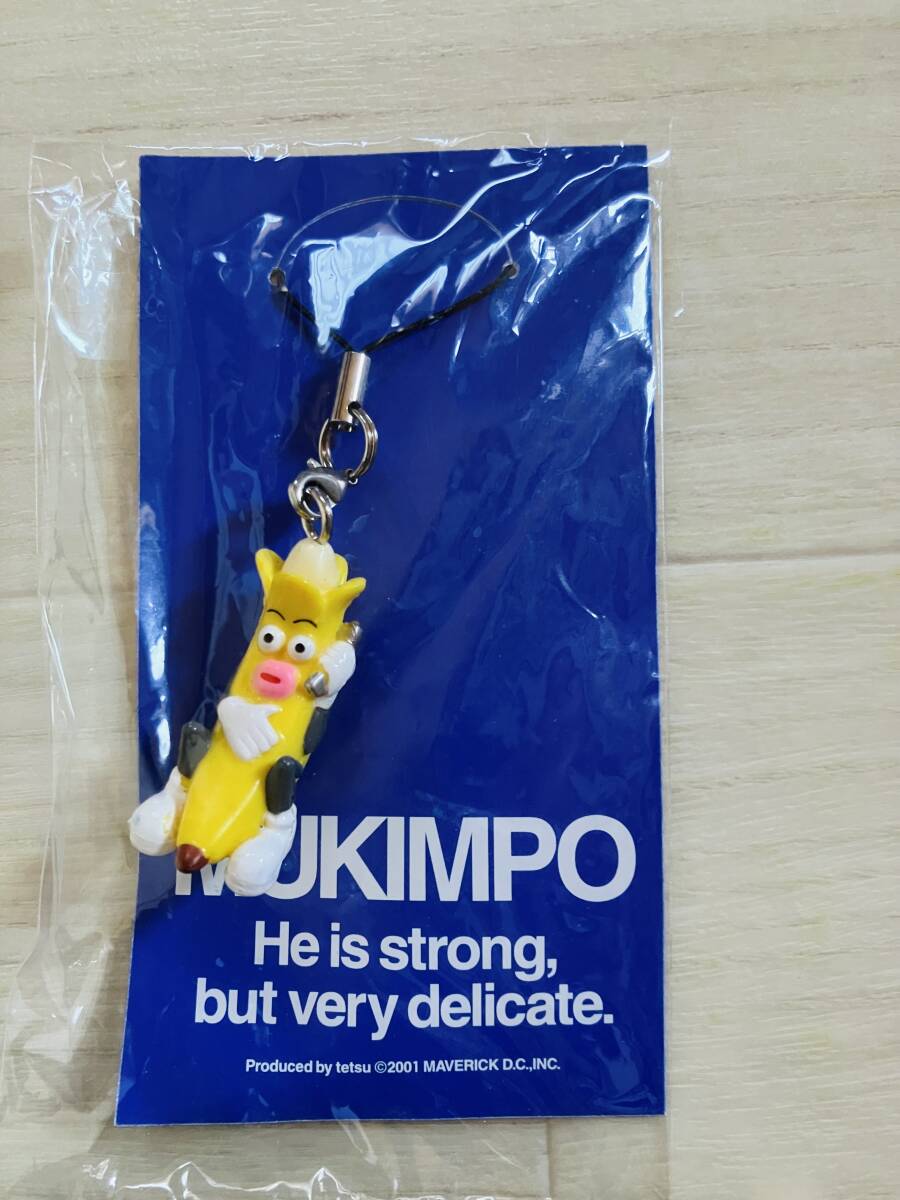 MUKIMPO
He is strong,
but very delicate.
Produced by tetsu ©2001 MAVERICK D.C.,INC.